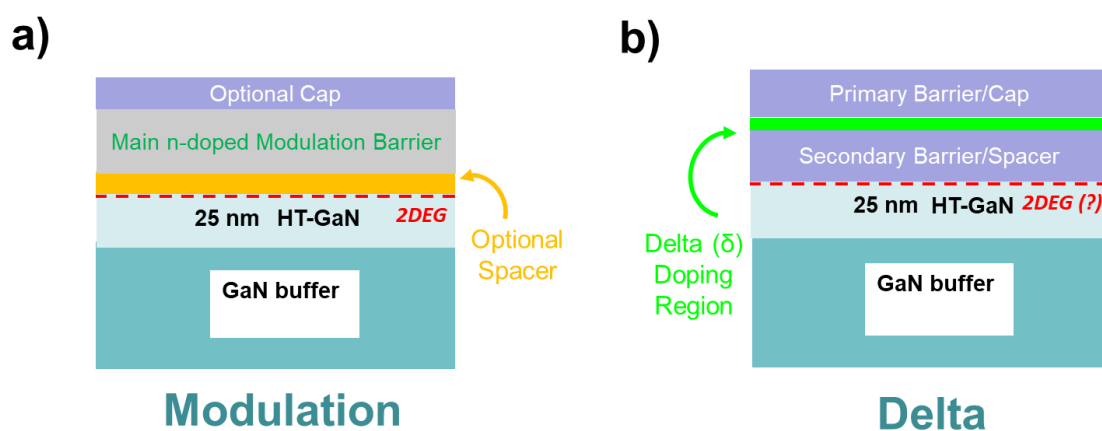 a)
Optional Cap
Main n-doped Modulation Barrier
25 nm HT-GaN 2DEG
Optional
Spacer
GaN buffer
Modulation
b)
Primary Barrier/Cap
Secondary Barrier/Spacer
25 nm HT-GaN 2DEG (?)
Delta (δ)
Doping
Region
GaN buffer
Delta